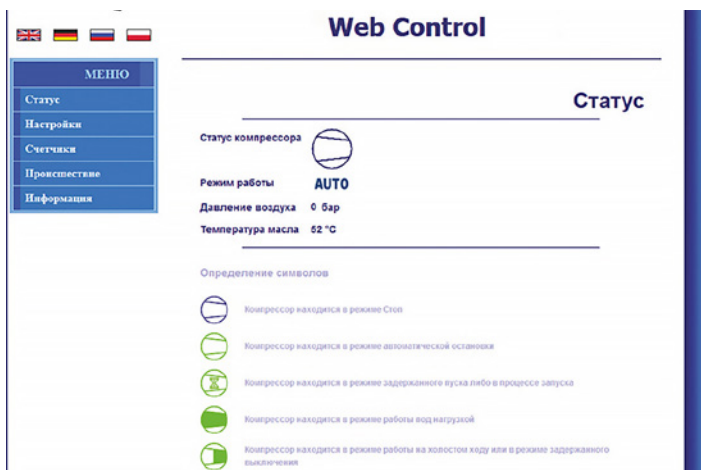 Web Control
МЕНЮ
Статус
Настройки
Счетчики
Происшествие
Информация
Статус
Статус компрессора
Режим работы AUTO
Давление воздуха 0 бар
Температура масла 52 °C
Определение символов
Компрессор находится в режиме Стоп
Компрессор находится в режиме автоматической остановки
Компрессор находится в режиме задержанного пуска либо в процессе запуска
Компрессор находится в режиме работы под нагрузкой
Компрессор находится в режиме работы на холостом ходу или в режиме задержанного
выключения